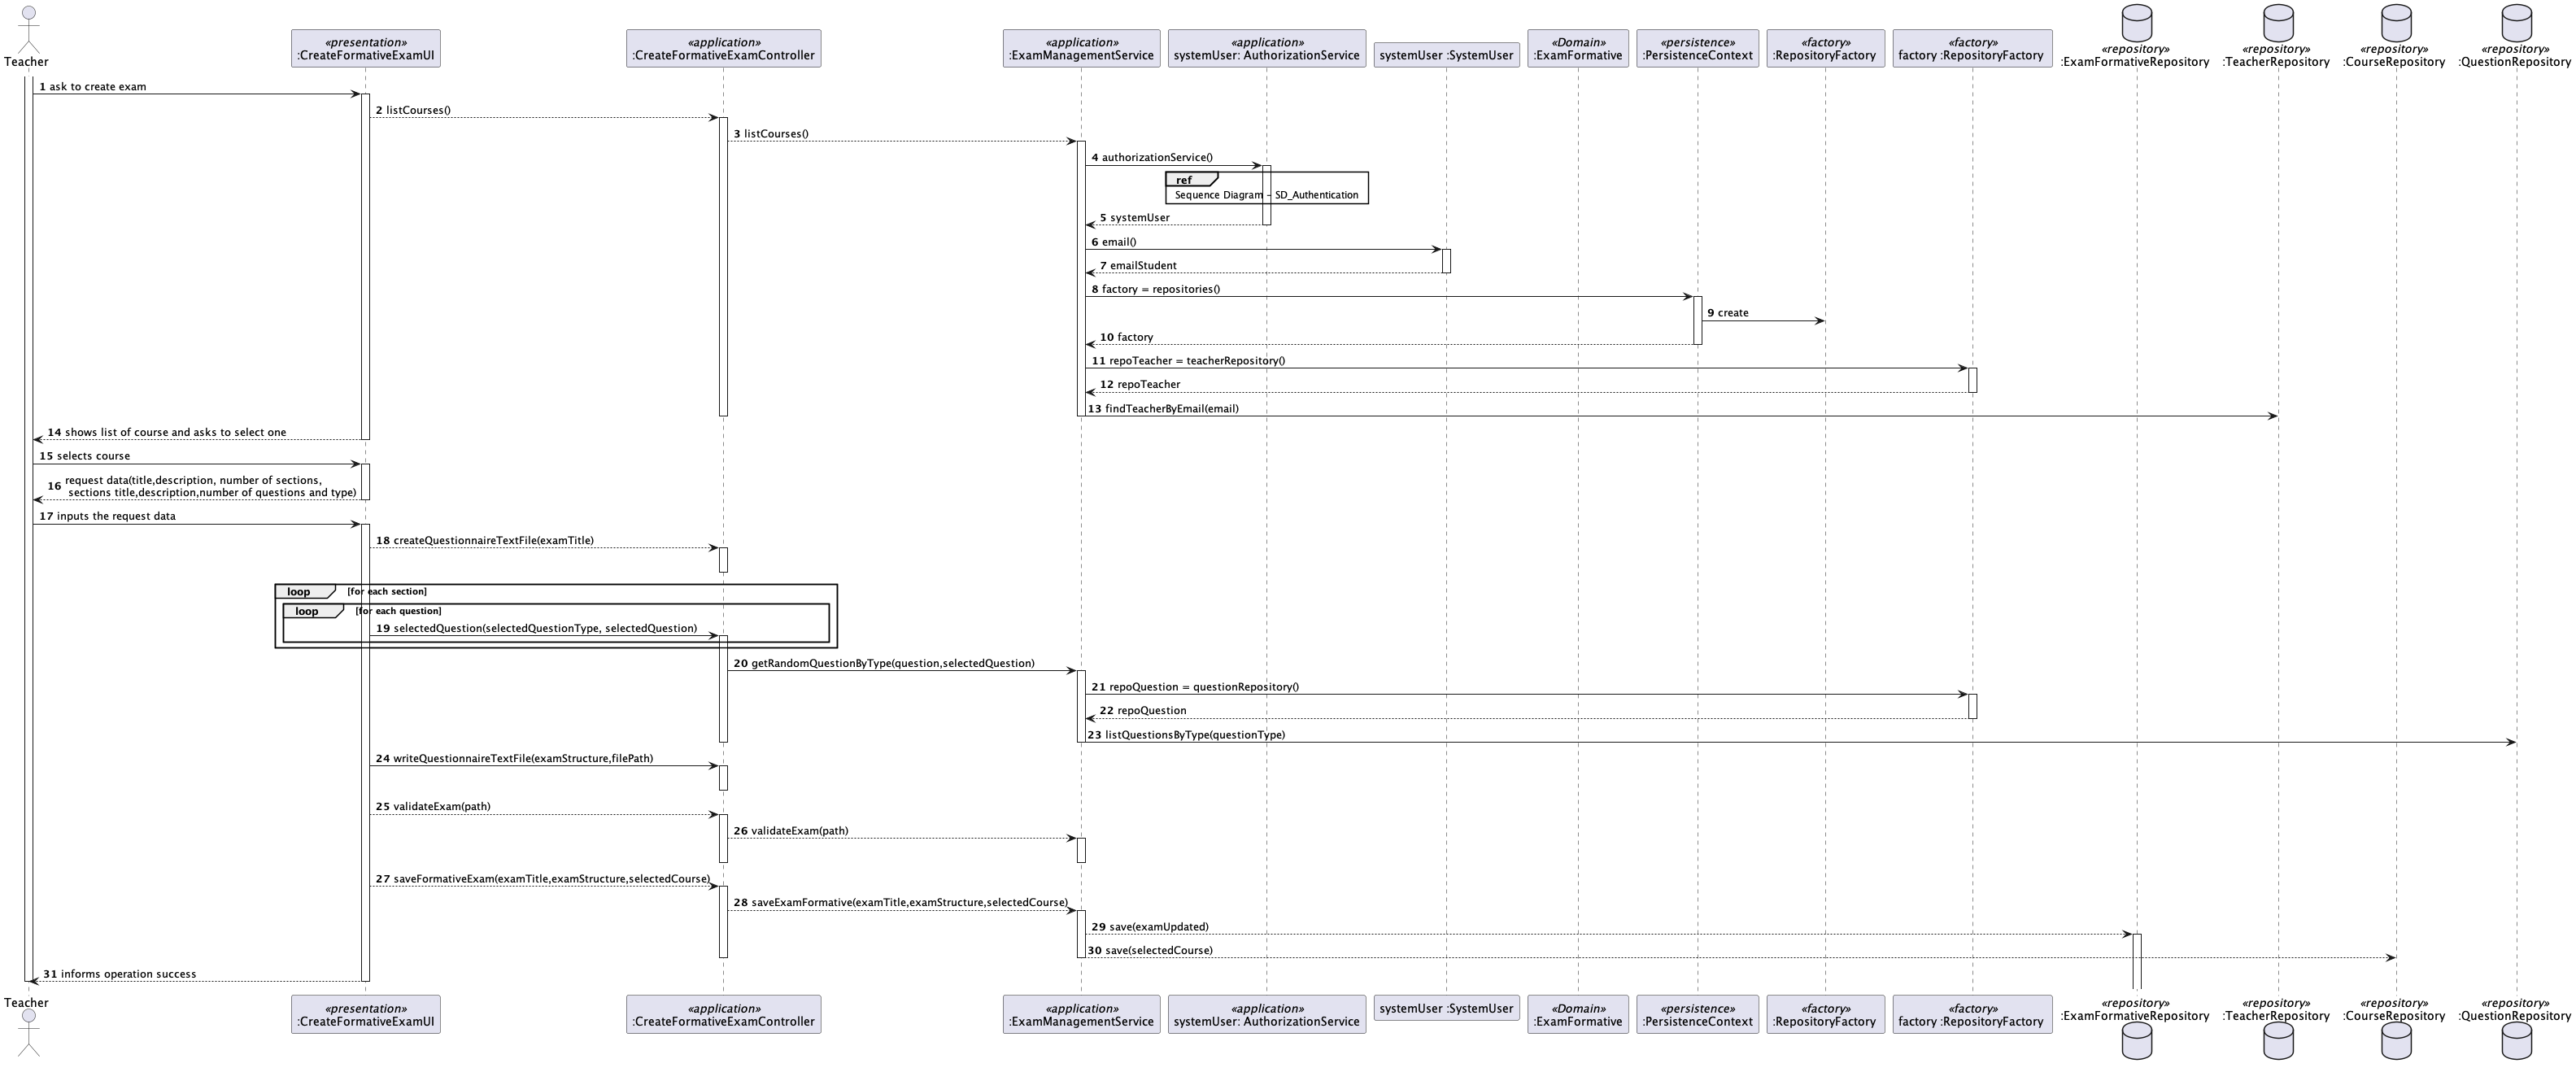 Teacher
«presentation»
:CreateFormativeExamUI
«application»
:CreateFormativeExamController
«application»
:ExamManagementService
«application»
systemUser: AuthorizationService
systemUser :SystemUser
«Domain»
:ExamFormative
«persistence»
:PersistenceContext
«factory»
:RepositoryFactory
«factory»
factory :RepositoryFactory
«repository»
:ExamFormativeRepository
«repository»
:TeacherRepository
«repository»
:CourseRepository
«repository»
:QuestionRepository
1 ask to create exam
2 listCourses()
3 listCourses()
4 authorizationService()
ref
Sequence Diagram - SD_Authentication
5 systemUser
6 email()
7 emailStudent
8 factory = repositories()
9 create
10 factory
11 repoTeacher = teacherRepository()
12 repoTeacher
13 findTeacherByEmail(email)
14 shows list of course and asks to select one
15 selects course
16 request data(title,description, number of sections,
sections title,description,number of questions and type)
17 inputs the request data
18 createQuestionnaireTextFile(examTitle)
loop [for each section]
loop [for each question]
19 selectedQuestion(selectedQuestionType, selectedQuestion)
20 getRandomQuestionByType(question,selectedQuestion)
21 repoQuestion = questionRepository()
22 repoQuestion
23 listQuestionsByType(questionType)
24 writeQuestionnaireTextFile(examStructure,filePath)
25 validateExam(path)
26 validateExam(path)
27 saveFormativeExam(examTitle,examStructure,selectedCourse)
28 saveExamFormative(examTitle,examStructure,selectedCourse)
29 save(examUpdated)
30 save(selectedCourse)
31 informs operation success
Teacher
«presentation»
:CreateFormativeExamUI
«application»
:CreateFormativeExamController
«application»
:ExamManagementService
«application»
systemUser: AuthorizationService
systemUser :SystemUser
«Domain»
:ExamFormative
«persistence»
:PersistenceContext
«factory»
:RepositoryFactory
«factory»
factory :RepositoryFactory
«repository»
:ExamFormativeRepository
«repository»
:TeacherRepository
«repository»
:CourseRepository
«repository»
:QuestionRepository